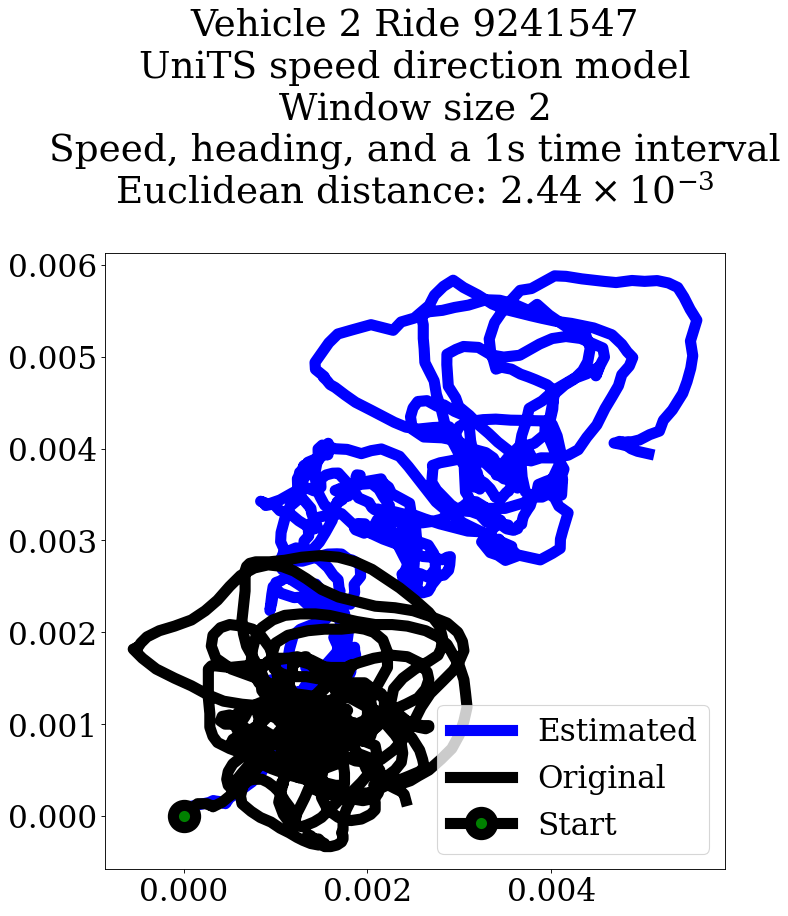 Vehicle 2 Ride 9241547
UniTS speed direction model
Window size 2
Speed, heading, and a 1s time interval
Euclidean distance: 2.44 × 10⁻³
0.006
0.005
0.004
0.003
0.002
0.001
0.000
0.000 0.002 0.004
Estimated
Original
Start